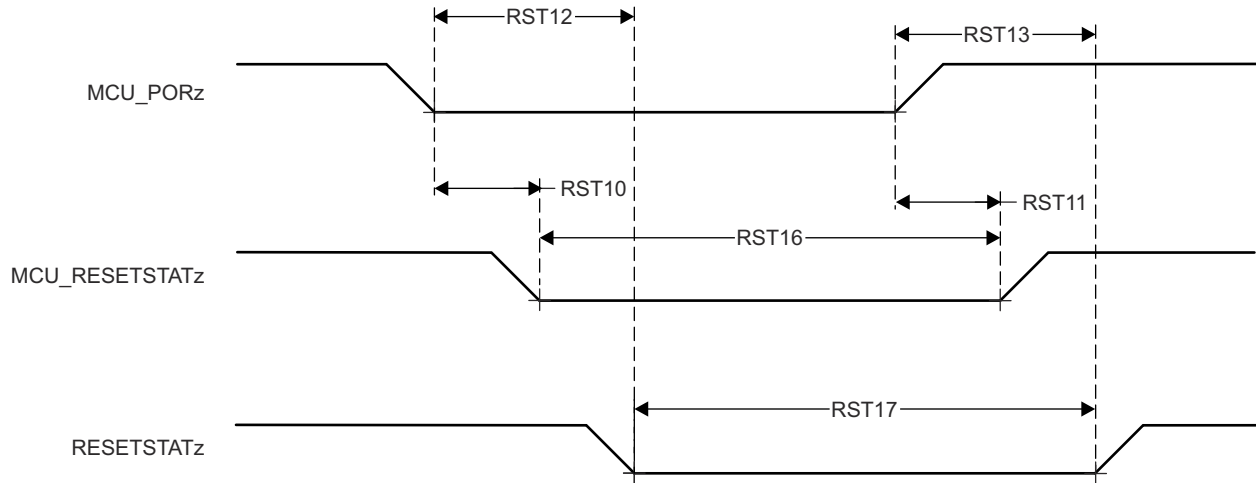 RST12
RST13
MCU_PORz
RST10
RST11
RST16
MCU_RESETSTATz
RST17
RESETSTATz